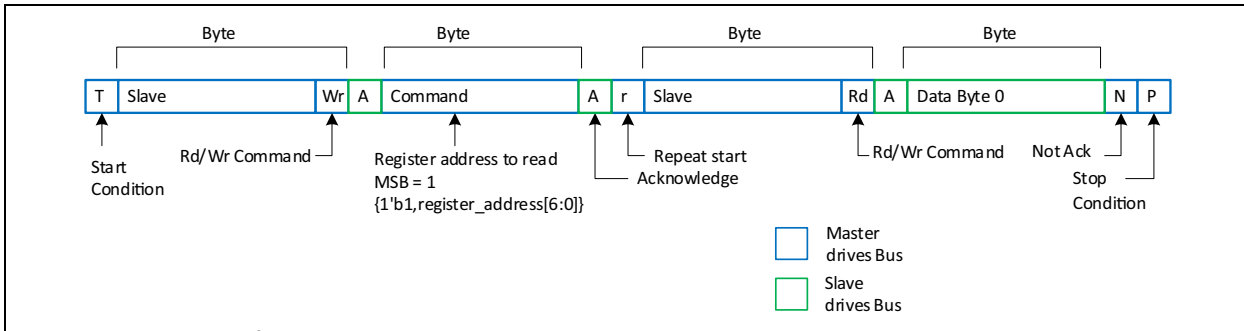 Byte Byte Byte Byte
T Slave Wr A Command A r Slave Rd A Data Byte 0 N P
Start
Condition
Rd/Wr Command
Register address to read
MSB = 1
{1'b1,register_address[6:0]}
Repeat start
Acknowledge
Rd/Wr Command
Not Ack
Stop
Condition
Master
drives Bus
Slave
drives Bus